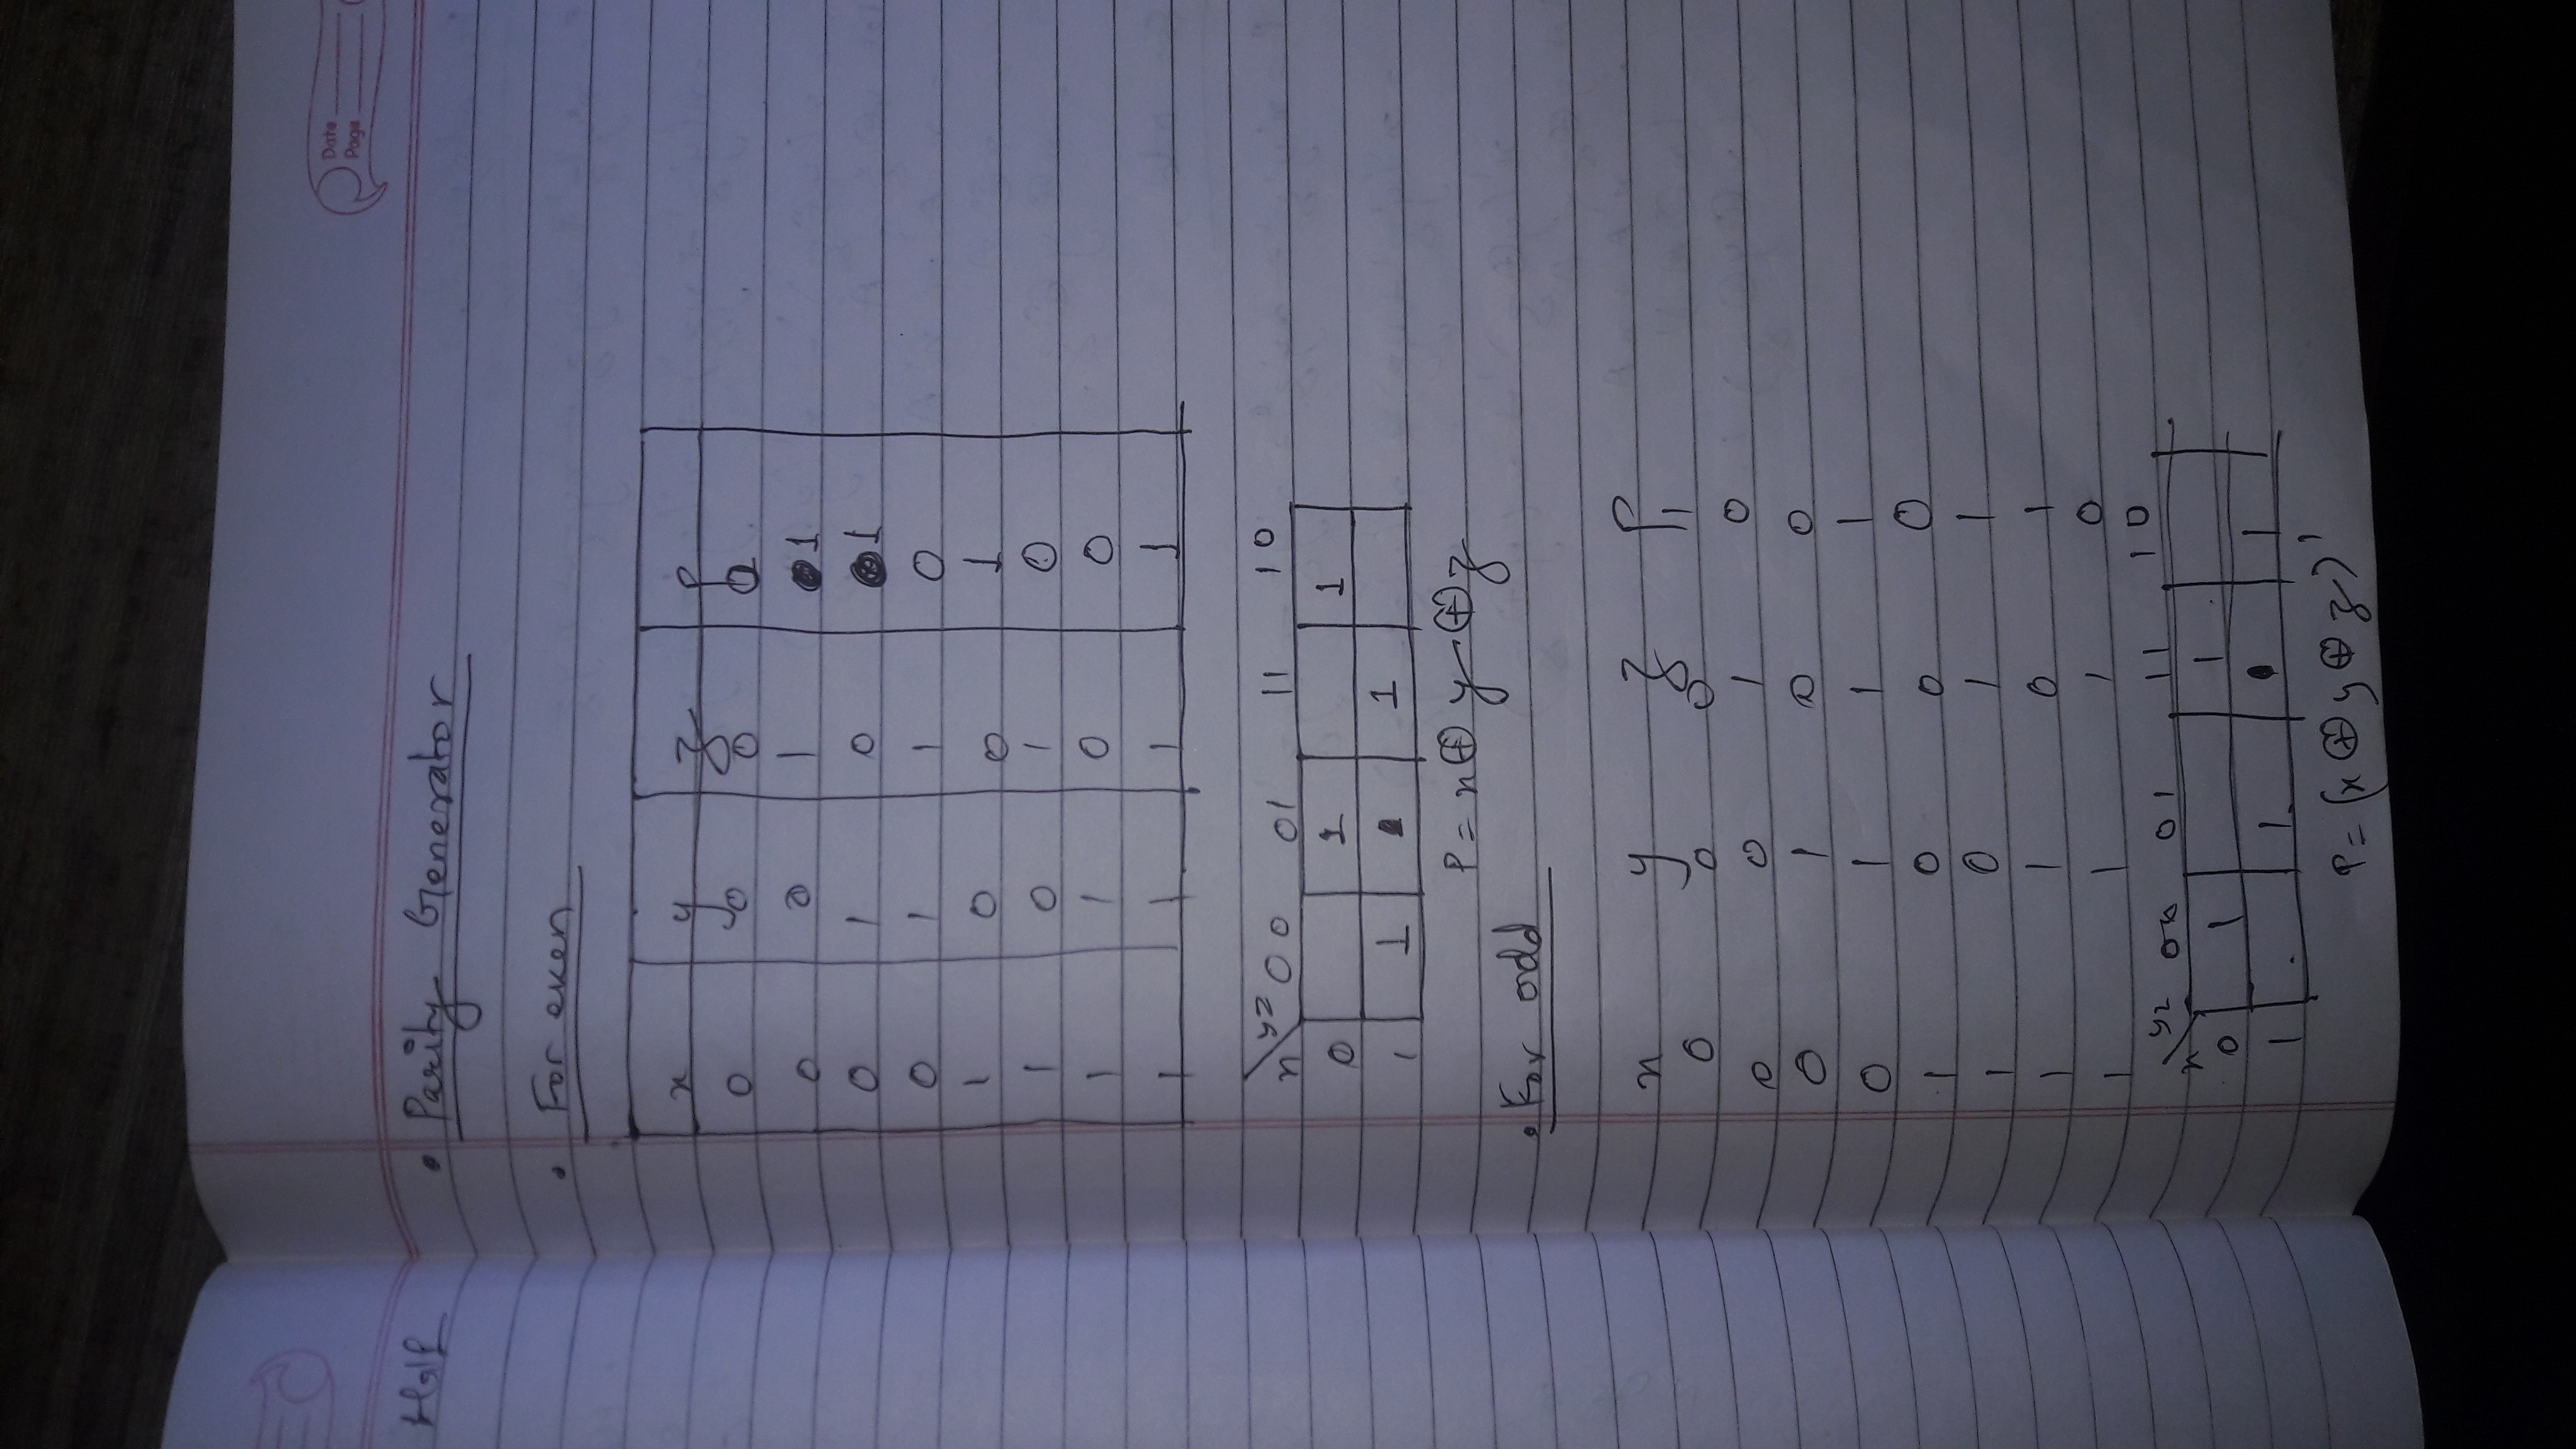 Date
Page
• Parity Generator
• For even
x y z P
0 0 0 0
0 0 1 1
0 1 0 1
0 1 1 0
1 0 0 1
1 0 1 0
1 1 0 0
1 1 1 1
x yz 00 01 11 10
0 1 1
1 1 1
P = x ⊕ y ⊕ z
• For odd
x y z P
0 0 0 1
0 0 1 0
0 1 0 0
0 1 1 1
1 0 0 0
1 0 1 1
1 1 0 1
1 1 1 0
x yz 00 01 11 10
0 1 1
1 1 1
P = (x ⊕ y ⊕ z)'
Half